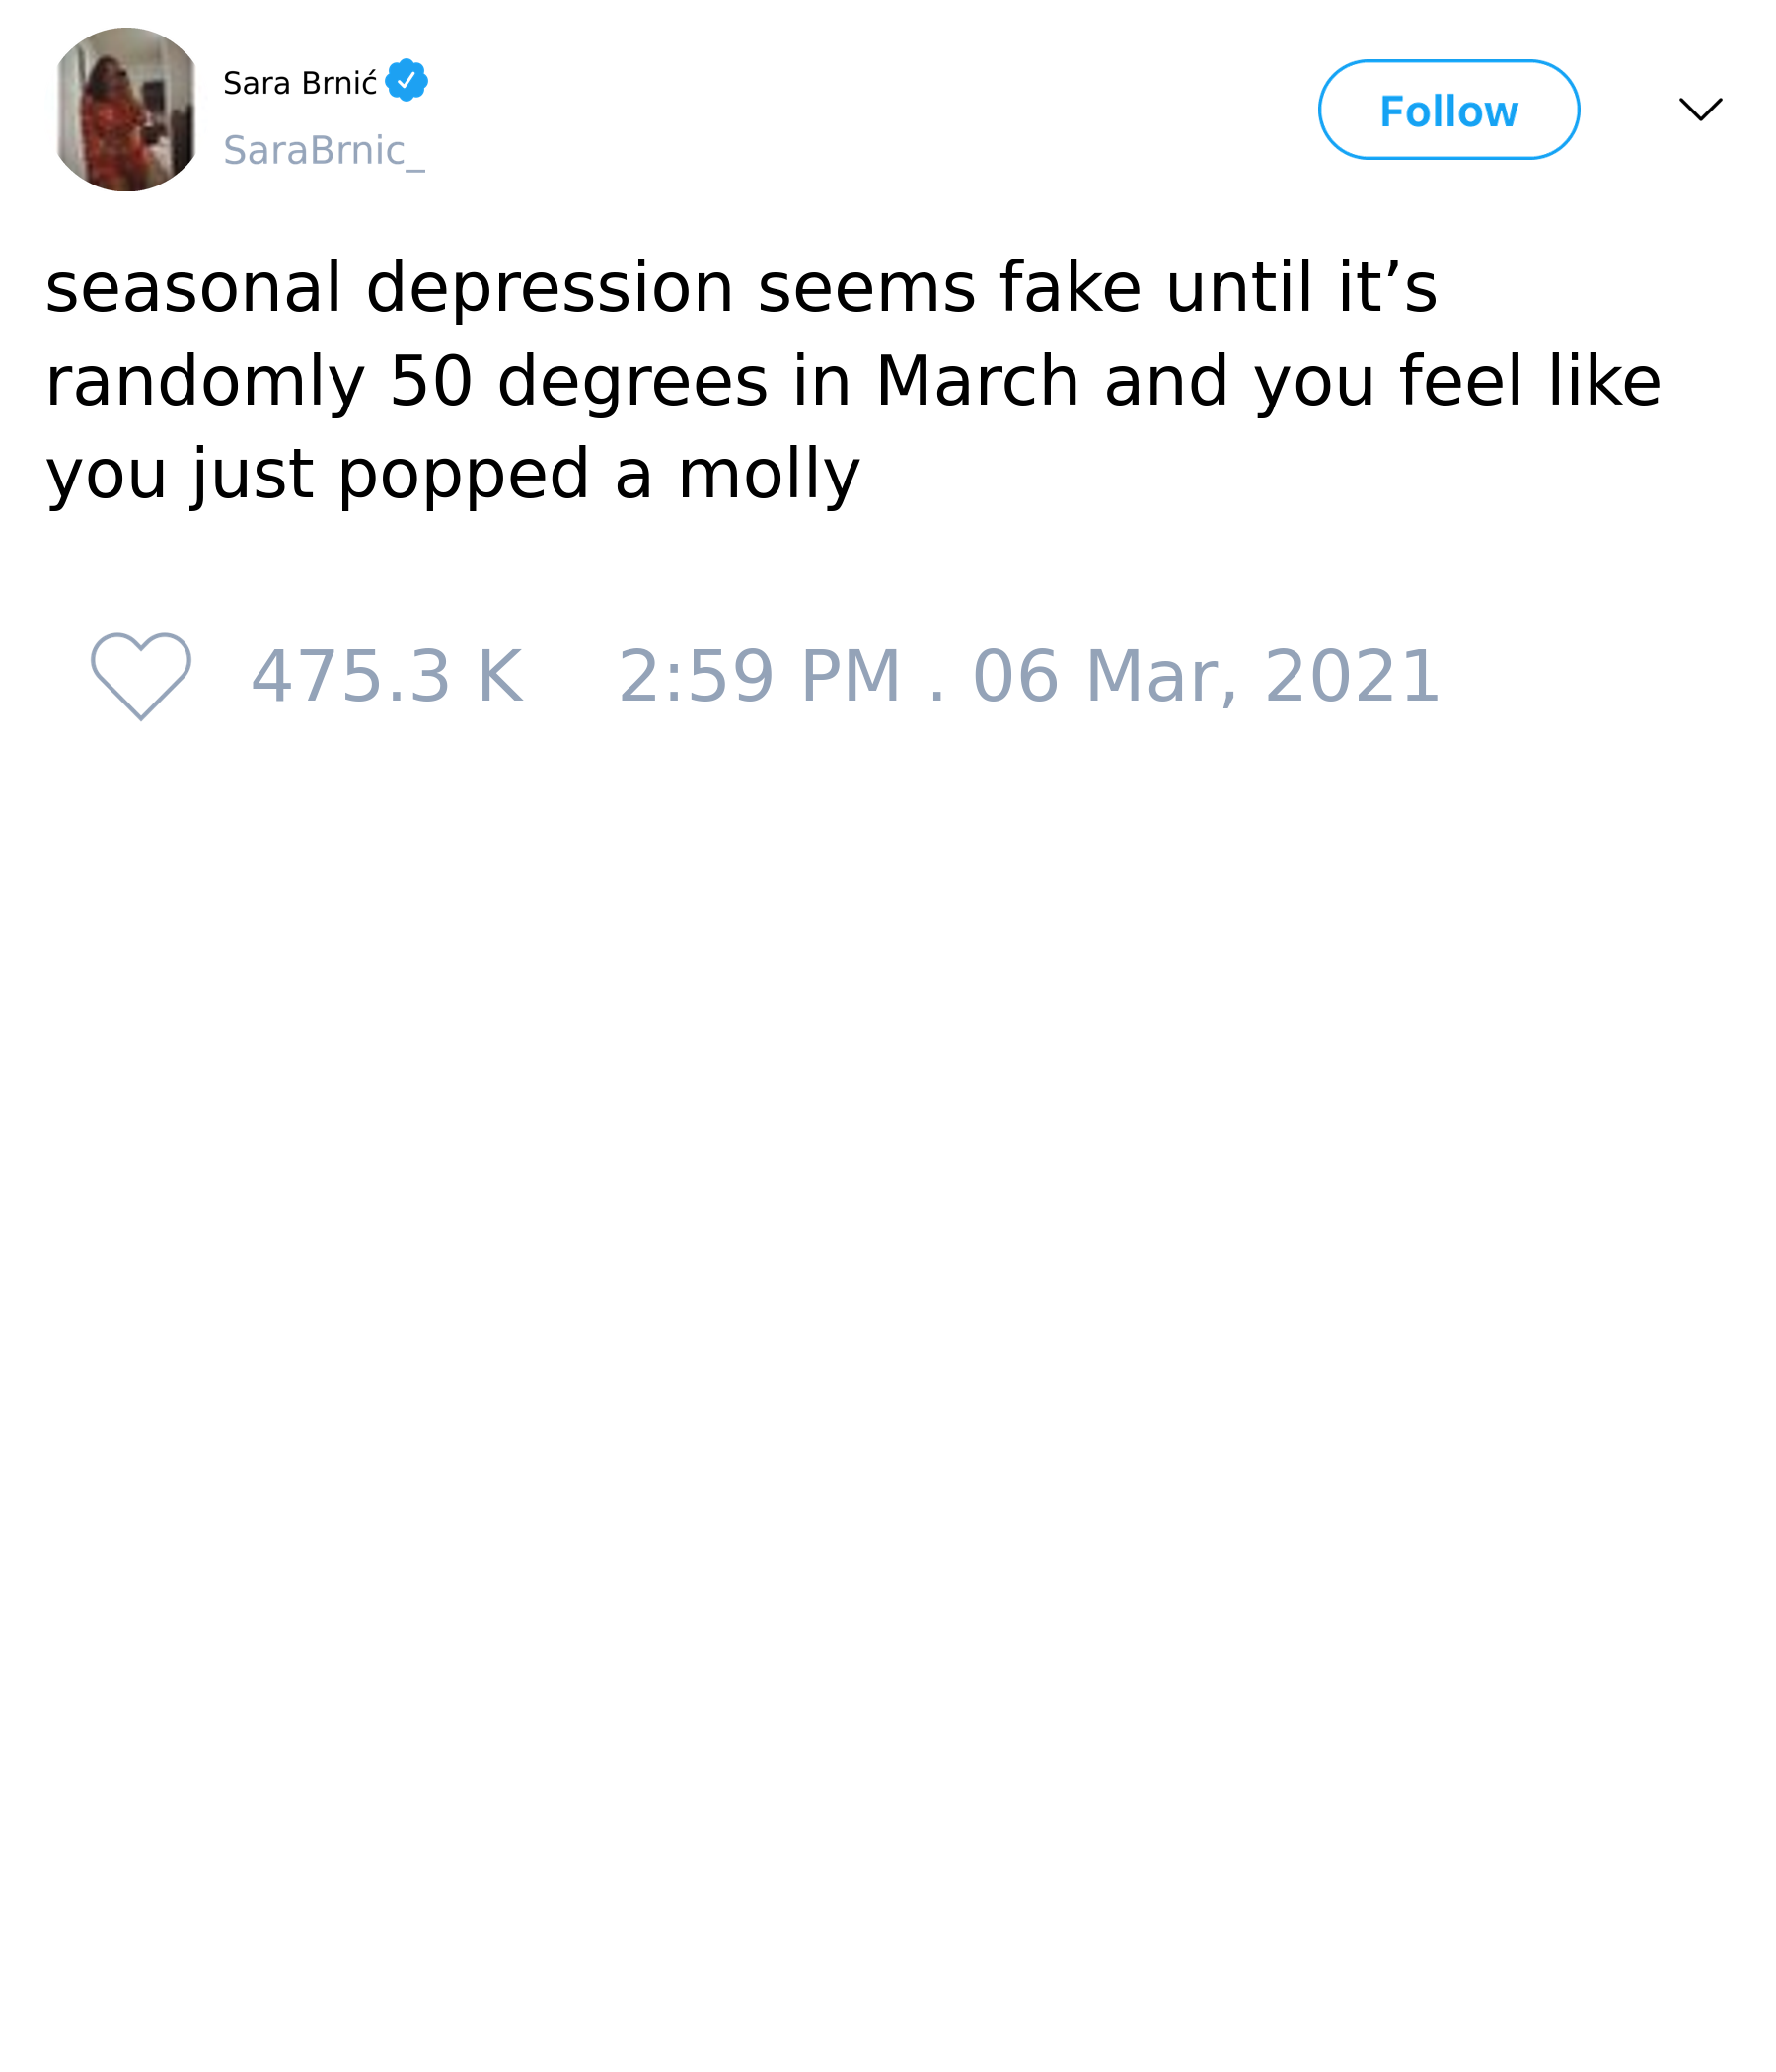 Sara Brnić
SaraBrnic_
Follow
seasonal depression seems fake until it’s
randomly 50 degrees in March and you feel like
you just popped a molly
475.3 K 2:59 PM . 06 Mar, 2021